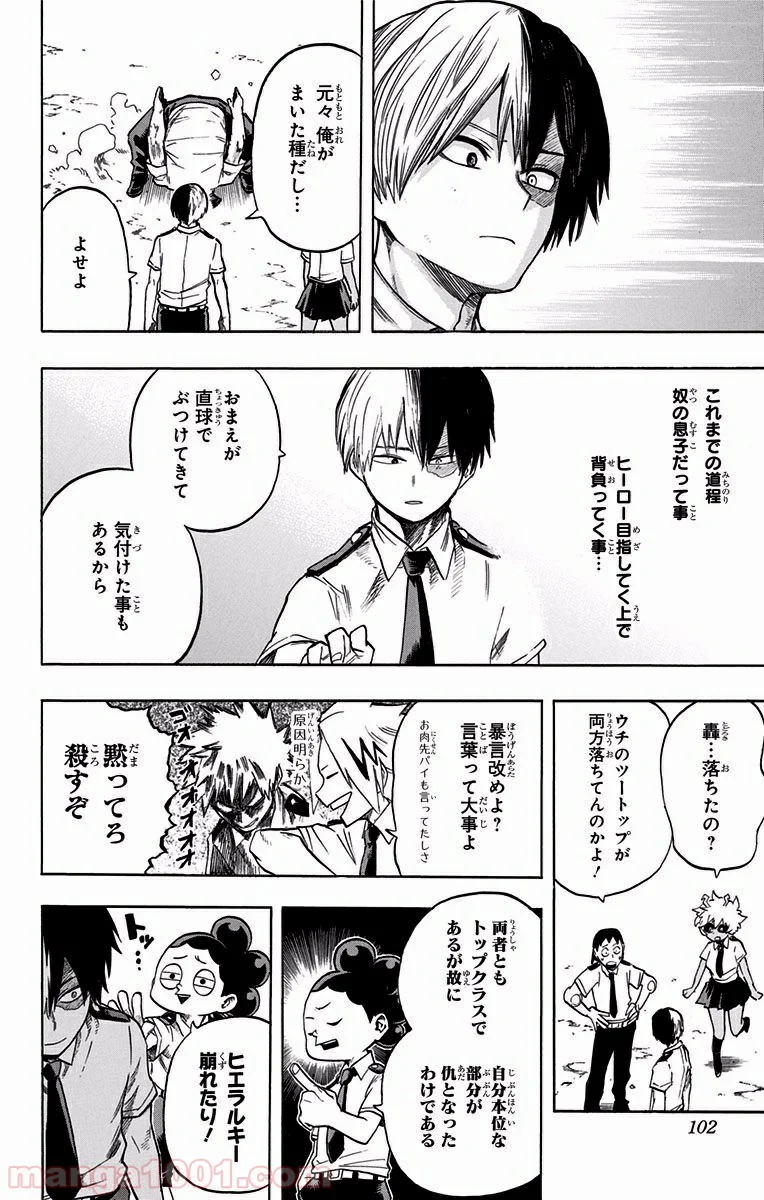 元々俺が
まいた種だし…
よせよ
これまでの道程
奴の息子だって事
ヒーロー目指してく上で
背負ってく事…
おまえが
直球で
ぶつけてきて
気付けた事も
あるから
轟…落ちたの?
ウチのツートップが
両方落ちてんのかよ!
暴言改めよ?
言葉って大事よ
お肉先パイも言ってたしさ
原因明らか
ゴオオオオオ
黙ってろ
殺すぞ
両者とも
トップクラスで
あるが故に
自分本位な
部分が
仇となった
わけである
トッ…
ヒエラルキー
崩れたり!
102
manga1001.com